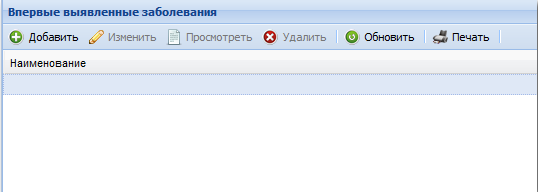 Впервые выявленные заболевания
Добавить Изменить Просмотреть Удалить Обновить Печать
Наименование